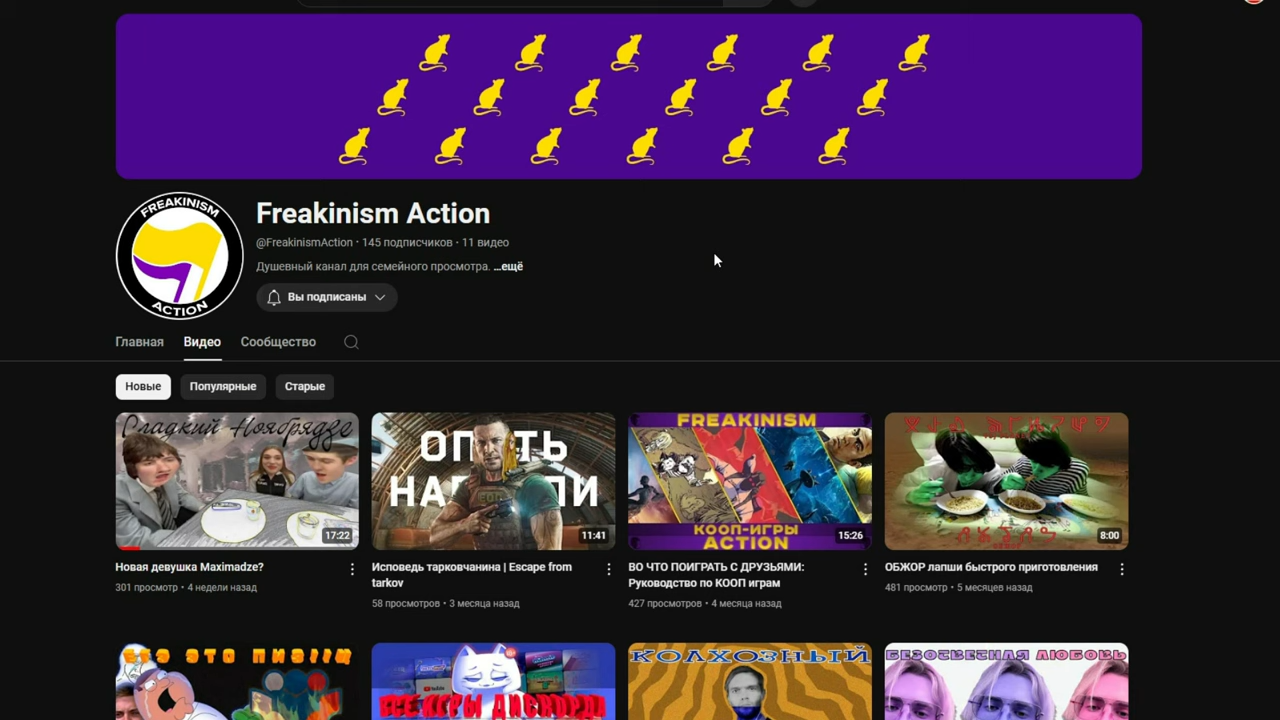 FREAKINISM
ACTION
Freakinism Action
@FreakinismAction · 145 подписчиков · 11 видео
Душевный канал для семейного просмотра. ...ещё
Вы подписаны
Главная Видео Сообщество
Новые Популярные Старые
Сладкий Ноябрядзе
17:22
Новая девушка Maximadze?
301 просмотр · 4 недели назад
11:41
Исповедь тарковчанина | Escape from
tarkov
58 просмотров · 3 месяца назад
FREAKINISM
КООП-ИГРЫ
ACTION
15:26
ВО ЧТО ПОИГРАТЬ С ДРУЗЬЯМИ:
Руководство по КООП играм
427 просмотров · 4 месяца назад
8:00
ОБЖОР лапши быстрого приготовления
481 просмотр · 5 месяцев назад
ВСЕ ИГРЫ ДИСКОРДА
КОЛХОЗНЫЙ
БЕЗОТВЕТНАЯ ЛЮБОВЬ